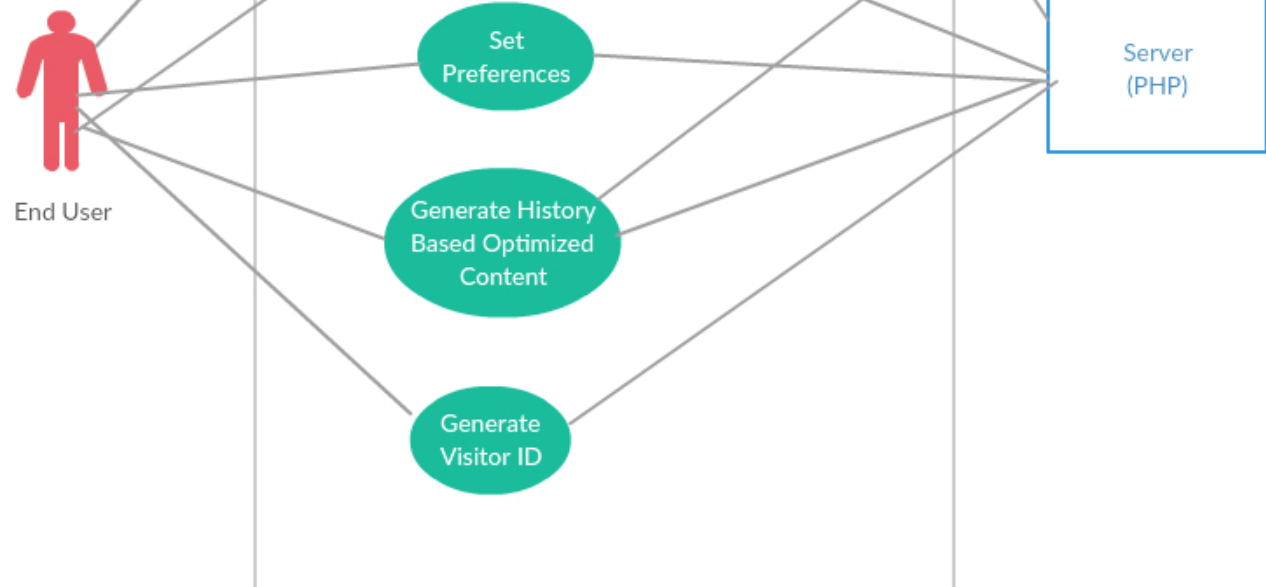 Set
Preferences
Server
(PHP)
End User
Generate History
Based Optimized
Content
Generate
Visitor ID